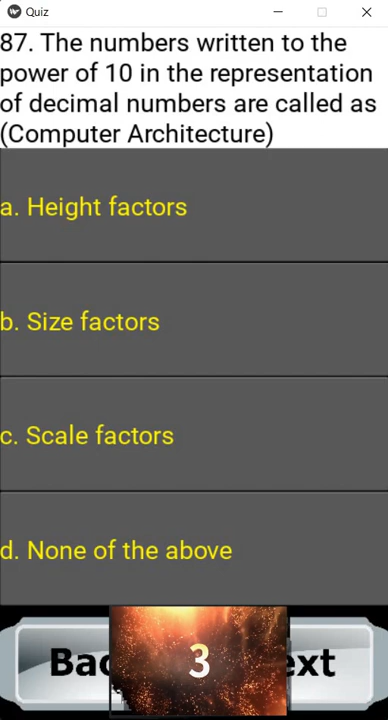 Quiz
87. The numbers written to the
power of 10 in the representation
of decimal numbers are called as
(Computer Architecture)
a. Height factors
b. Size factors
c. Scale factors
d. None of the above
3